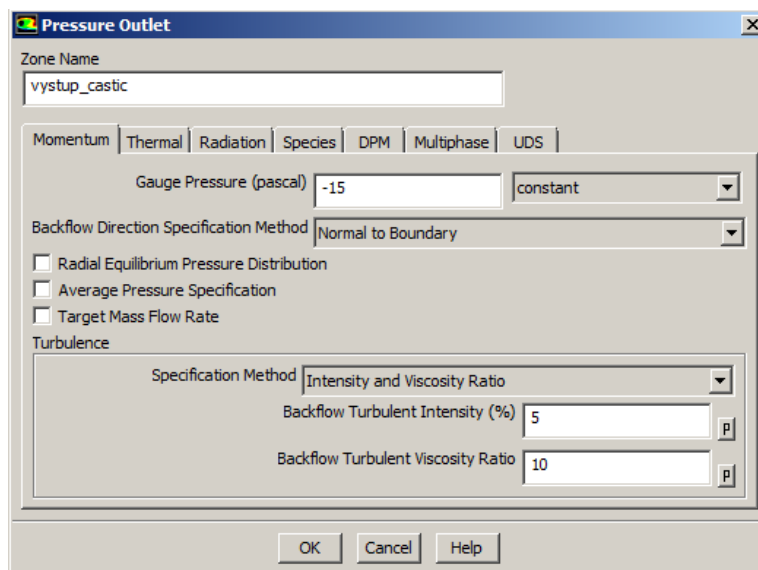 Pressure Outlet
Zone Name
vystup_castic
Momentum Thermal Radiation Species DPM Multiphase UDS
Gauge Pressure (pascal) -15 constant
Backflow Direction Specification Method Normal to Boundary
Radial Equilibrium Pressure Distribution
Average Pressure Specification
Target Mass Flow Rate
Turbulence
Specification Method Intensity and Viscosity Ratio
Backflow Turbulent Intensity (%) 5 P
Backflow Turbulent Viscosity Ratio 10 P
OK Cancel Help